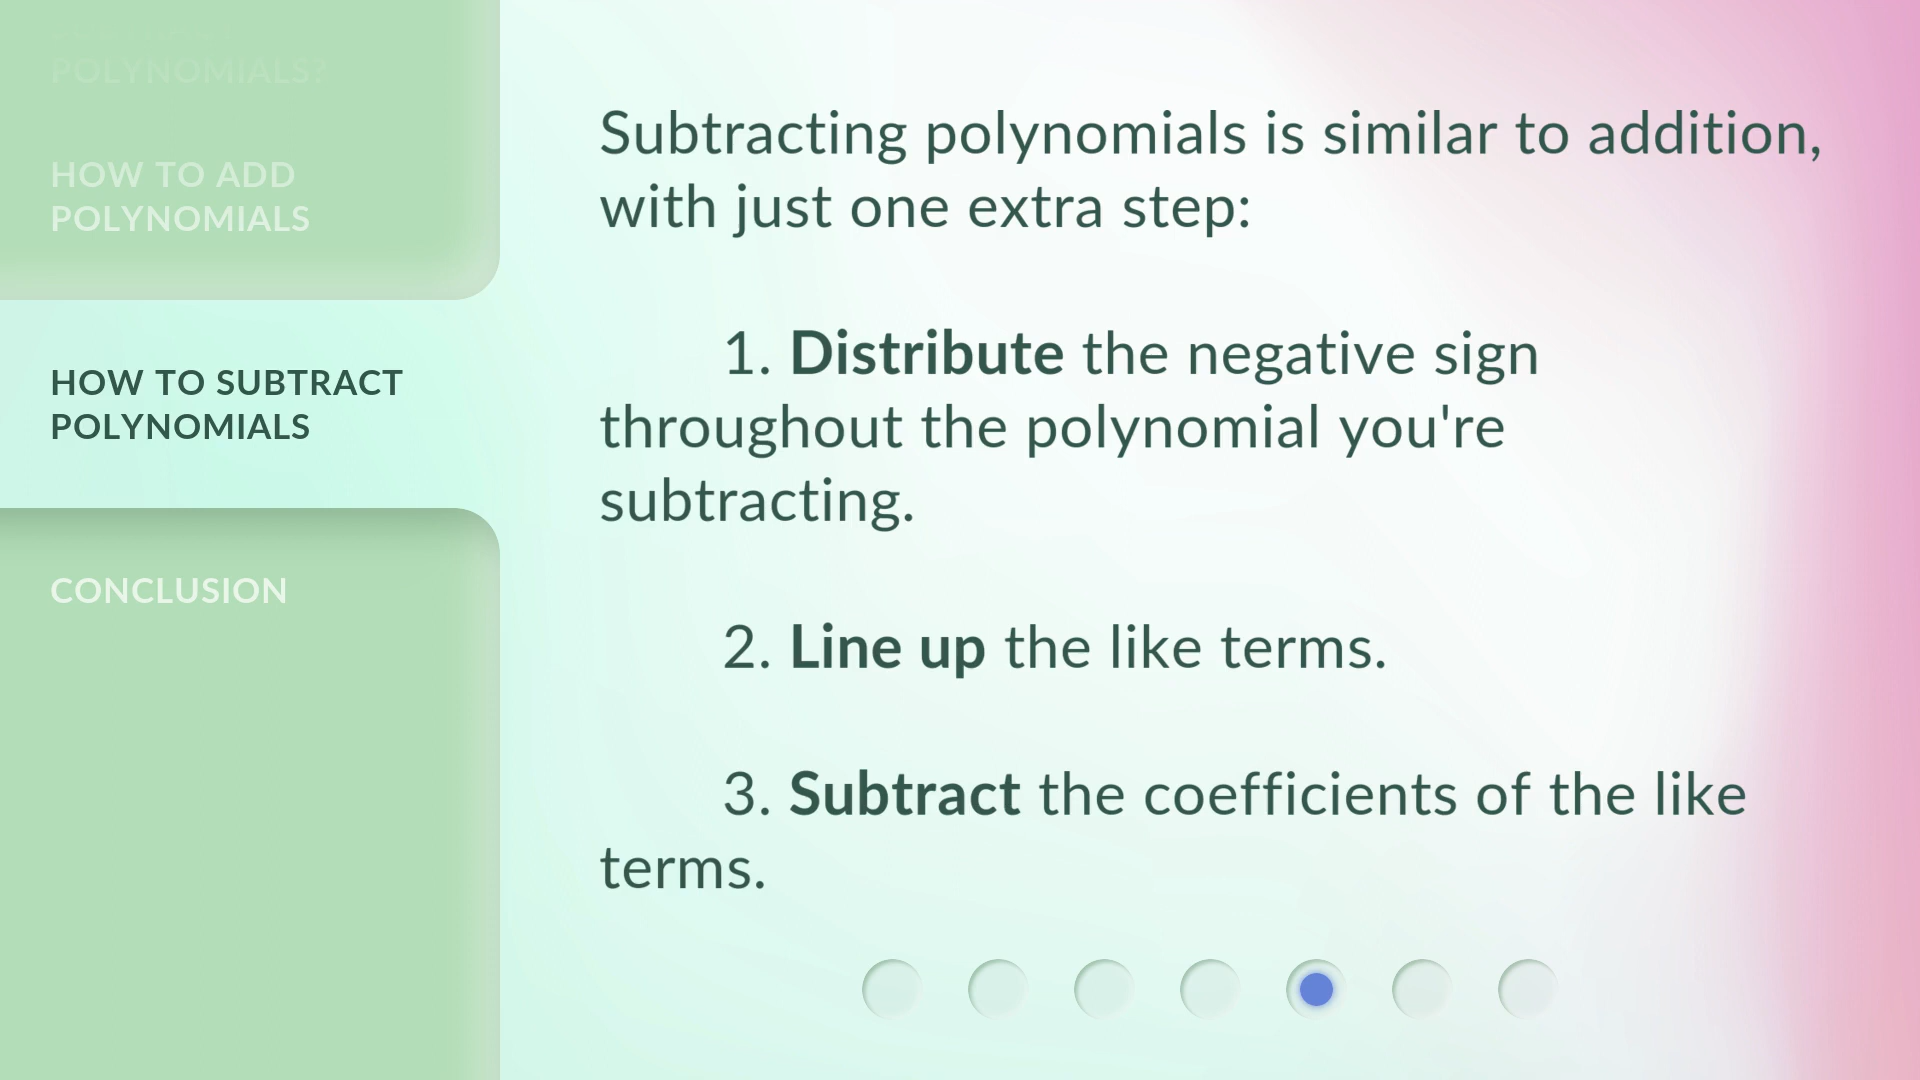 POLYNOMIALS?
HOW TO ADD
POLYNOMIALS
HOW TO SUBTRACT
POLYNOMIALS
CONCLUSION
Subtracting polynomials is similar to addition,
with just one extra step:
1. Distribute the negative sign
throughout the polynomial you're
subtracting.
2. Line up the like terms.
3. Subtract the coefficients of the like
terms.